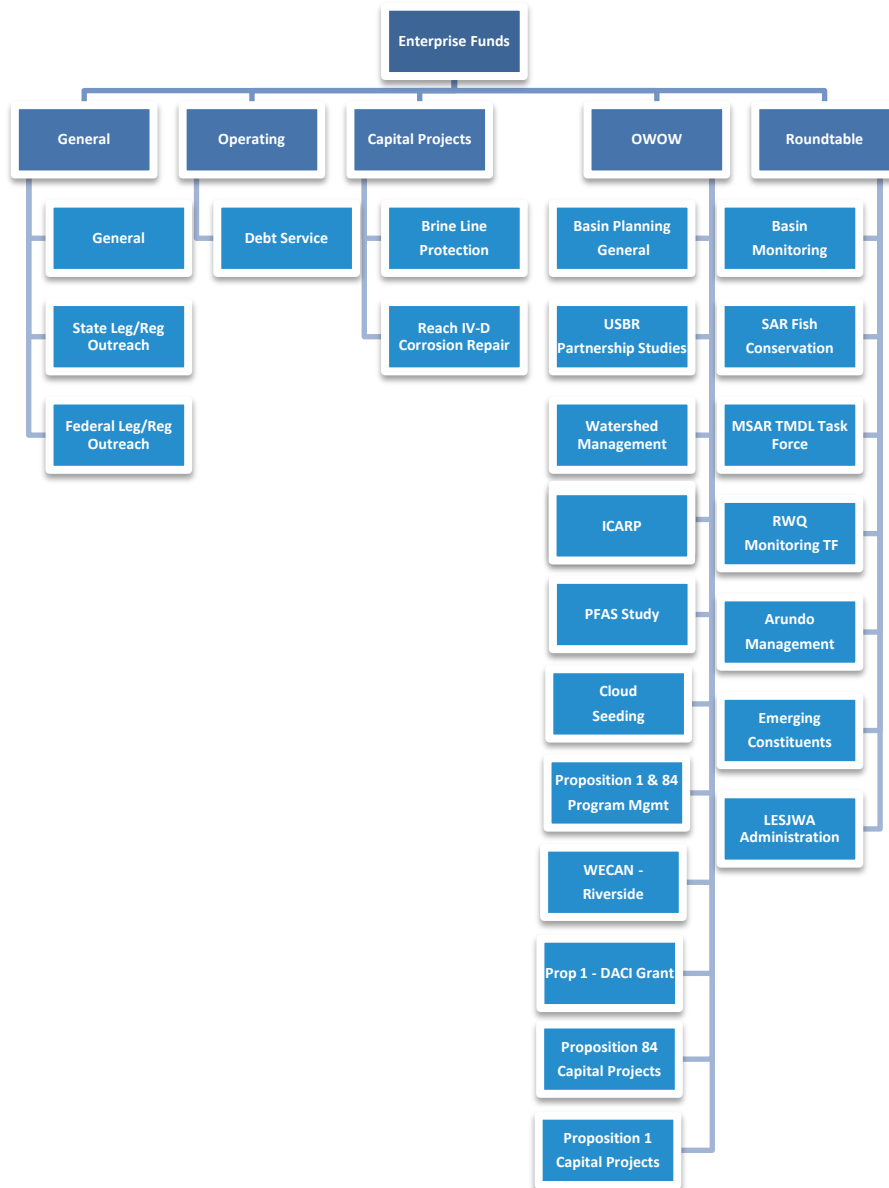 Enterprise Funds
General
Operating
Capital Projects
OWOW
Roundtable
General
State Leg/Reg
Outreach
Federal Leg/Reg
Outreach
Debt Service
Brine Line
Protection
Reach IV-D
Corrosion Repair
Basin Planning
General
USBR
Partnership Studies
Watershed
Management
ICARP
PFAS Study
Cloud
Seeding
Proposition 1 & 84
Program Mgmt
WECAN -
Riverside
Prop 1 - DACI Grant
Proposition 84
Capital Projects
Proposition 1
Capital Projects
Basin
Monitoring
SAR Fish
Conservation
MSAR TMDL Task
Force
RWQ
Monitoring TF
Arundo
Management
Emerging
Constituents
LESJWA
Administration